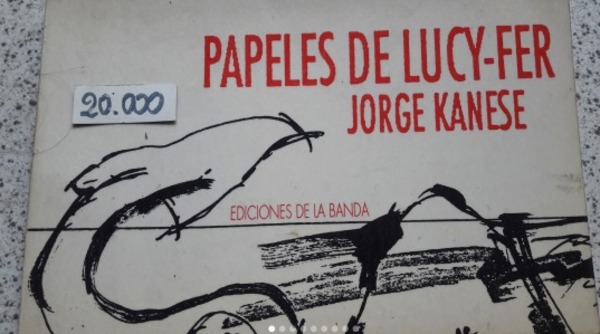 PAPELES DE LUCY-FER
JORGE KANESE
20.000
EDICIONES DE LA BANDA